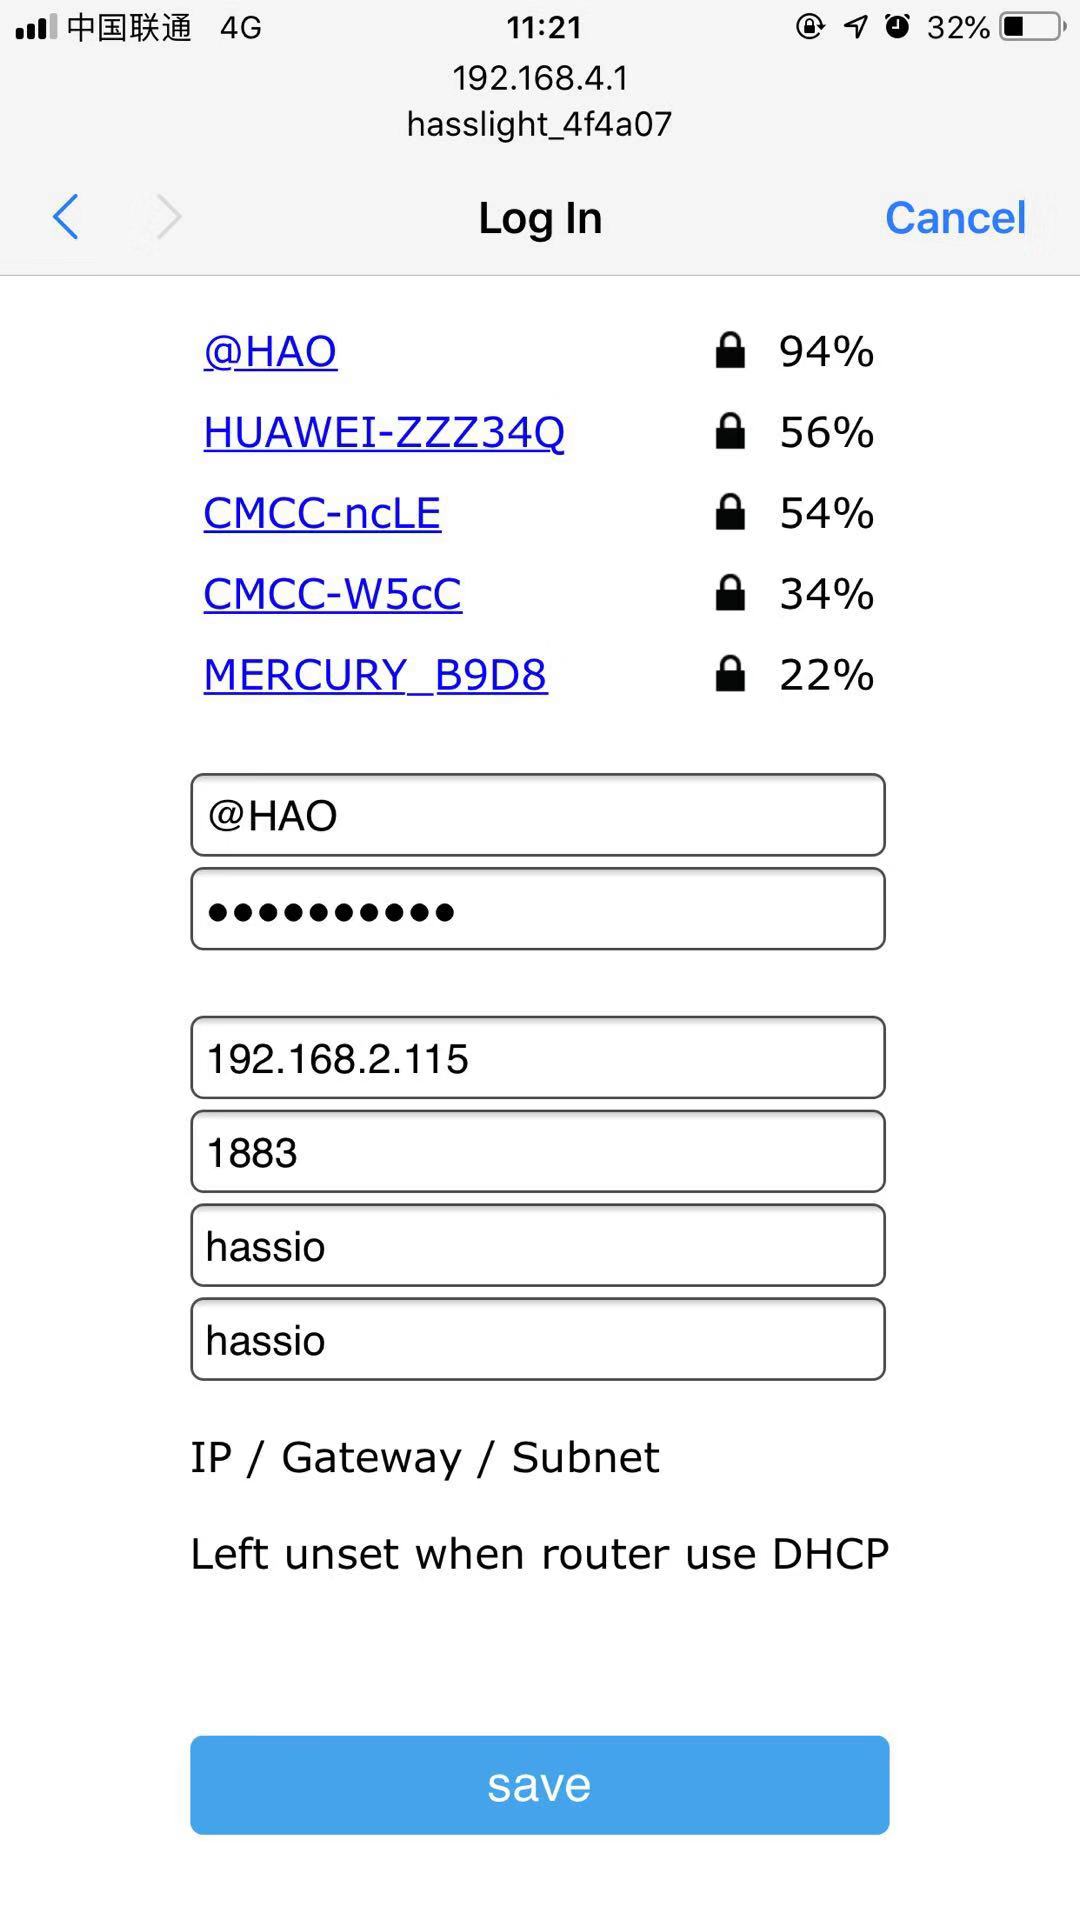 中国联通 4G 11:21 32%
192.168.4.1
hasslight_4f4a07
Log In Cancel
@HAO 94%
HUAWEI-ZZZ34Q 56%
CMCC-ncLE 54%
CMCC-W5cC 34%
MERCURY_B9D8 22%
@HAO
●●●●●●●●●●
192.168.2.115
1883
hassio
hassio
IP / Gateway / Subnet
Left unset when router use DHCP
save